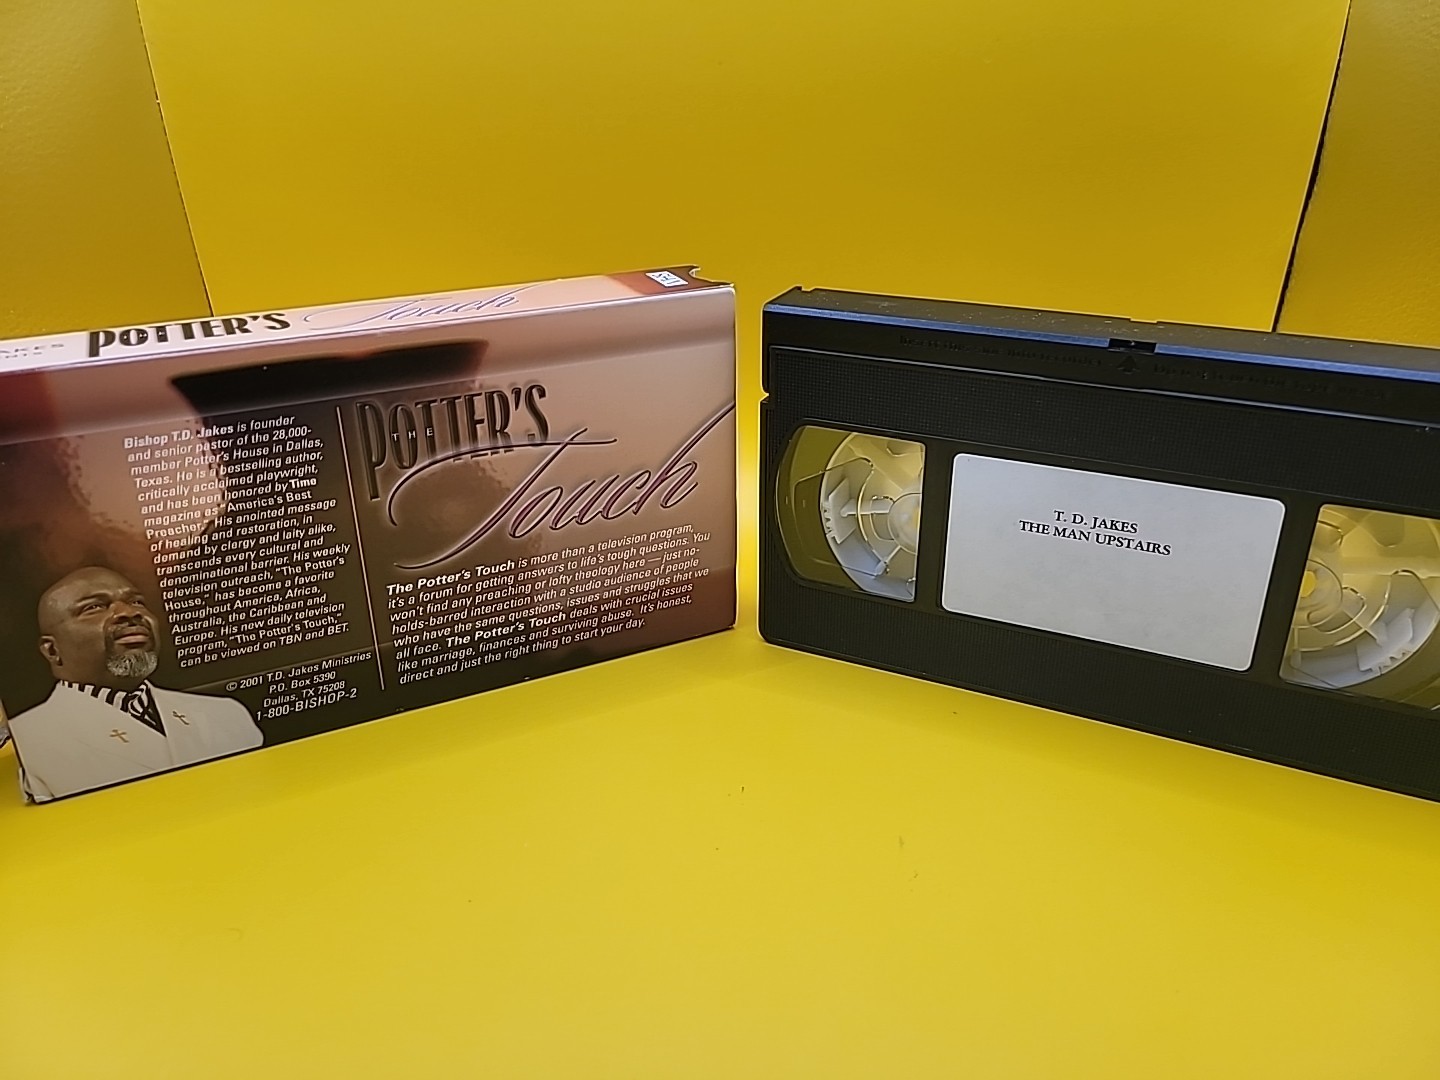 POTTER'S Touch
VHS
Bishop T.D. Jakes is founder
and senior pastor of the 28,000-
member Potter's House in Dallas,
Texas. He is a bestselling author,
critically acclaimed playwright,
and has been honored by Time
magazine as "America's Best
Preacher." His anointed message
of healing and restoration, in
demand by clergy and laity alike,
transcends every cultural and
denominational barrier. His weekly
television outreach, "The Potter's
House," has become a favorite
throughout America, Africa,
Australia, the Caribbean and
Europe. His new daily television
program, "The Potter's Touch,"
can be viewed on TBN and BET.
© 2001 T.D. Jakes Ministries
P.O. Box 5390
Dallas, TX 75208
1-800-BISHOP-2
THE
POTTER'S
Touch
The Potter's Touch is more than a television program,
it's a forum for getting answers to life's tough questions. You
won't find any preaching or lofty theology here — just no-
holds-barred interaction with a studio audience of people
who have the same questions, issues and struggles that we
all face. The Potter's Touch deals with crucial issues
like marriage, finances and surviving abuse. It's honest,
direct and just the right thing to start your day.
T. D. JAKES
THE MAN UPSTAIRS